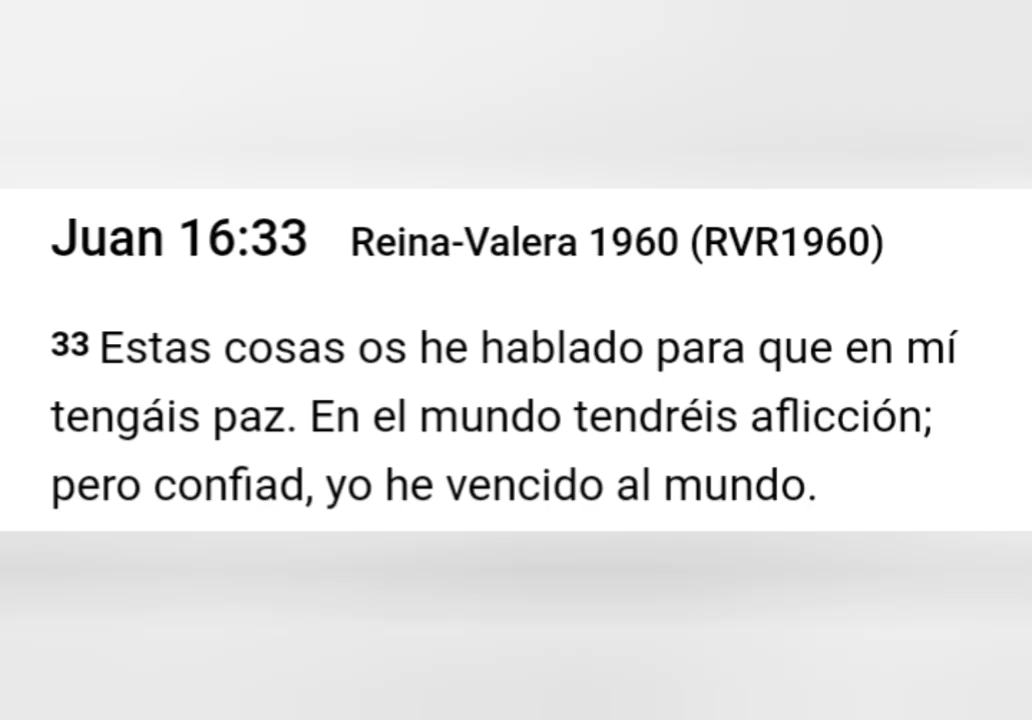 Juan 16:33 Reina-Valera 1960 (RVR1960)
33 Estas cosas os he hablado para que en mí
tengáis paz. En el mundo tendréis aflicción;
pero confiad, yo he vencido al mundo.